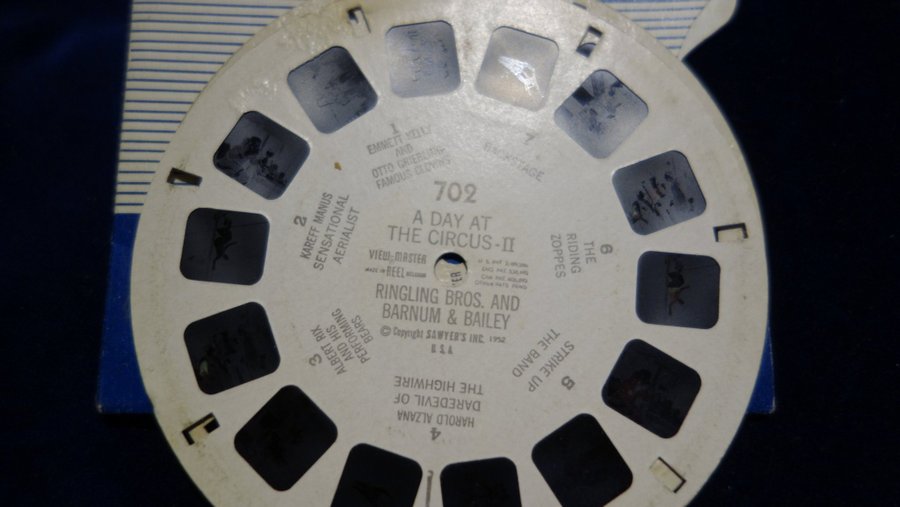 702
A DAY AT
THE CIRCUS-II
VIEW-MASTER
MADE IN REEL BELGIUM
ER
RINGLING BROS. AND
BARNUM & BAILEY
© Copyright SAWYER'S INC. 1952
U.S.A
1
EMMETT KELLY
AND
OTTO GRIEBLING
FAMOUS CLOWNS
2
KAREFF MANUS
SENSATIONAL
AERIALIST
3
ALBERT RIX
AND HIS
PERFORMING
BEARS
4
HAROLD ALZANA
DAREDEVIL OF
THE HIGHWIRE
5
STRIKE UP
THE BAND
6
THE
RIDING
ZOPPES
7
BACKSTAGE